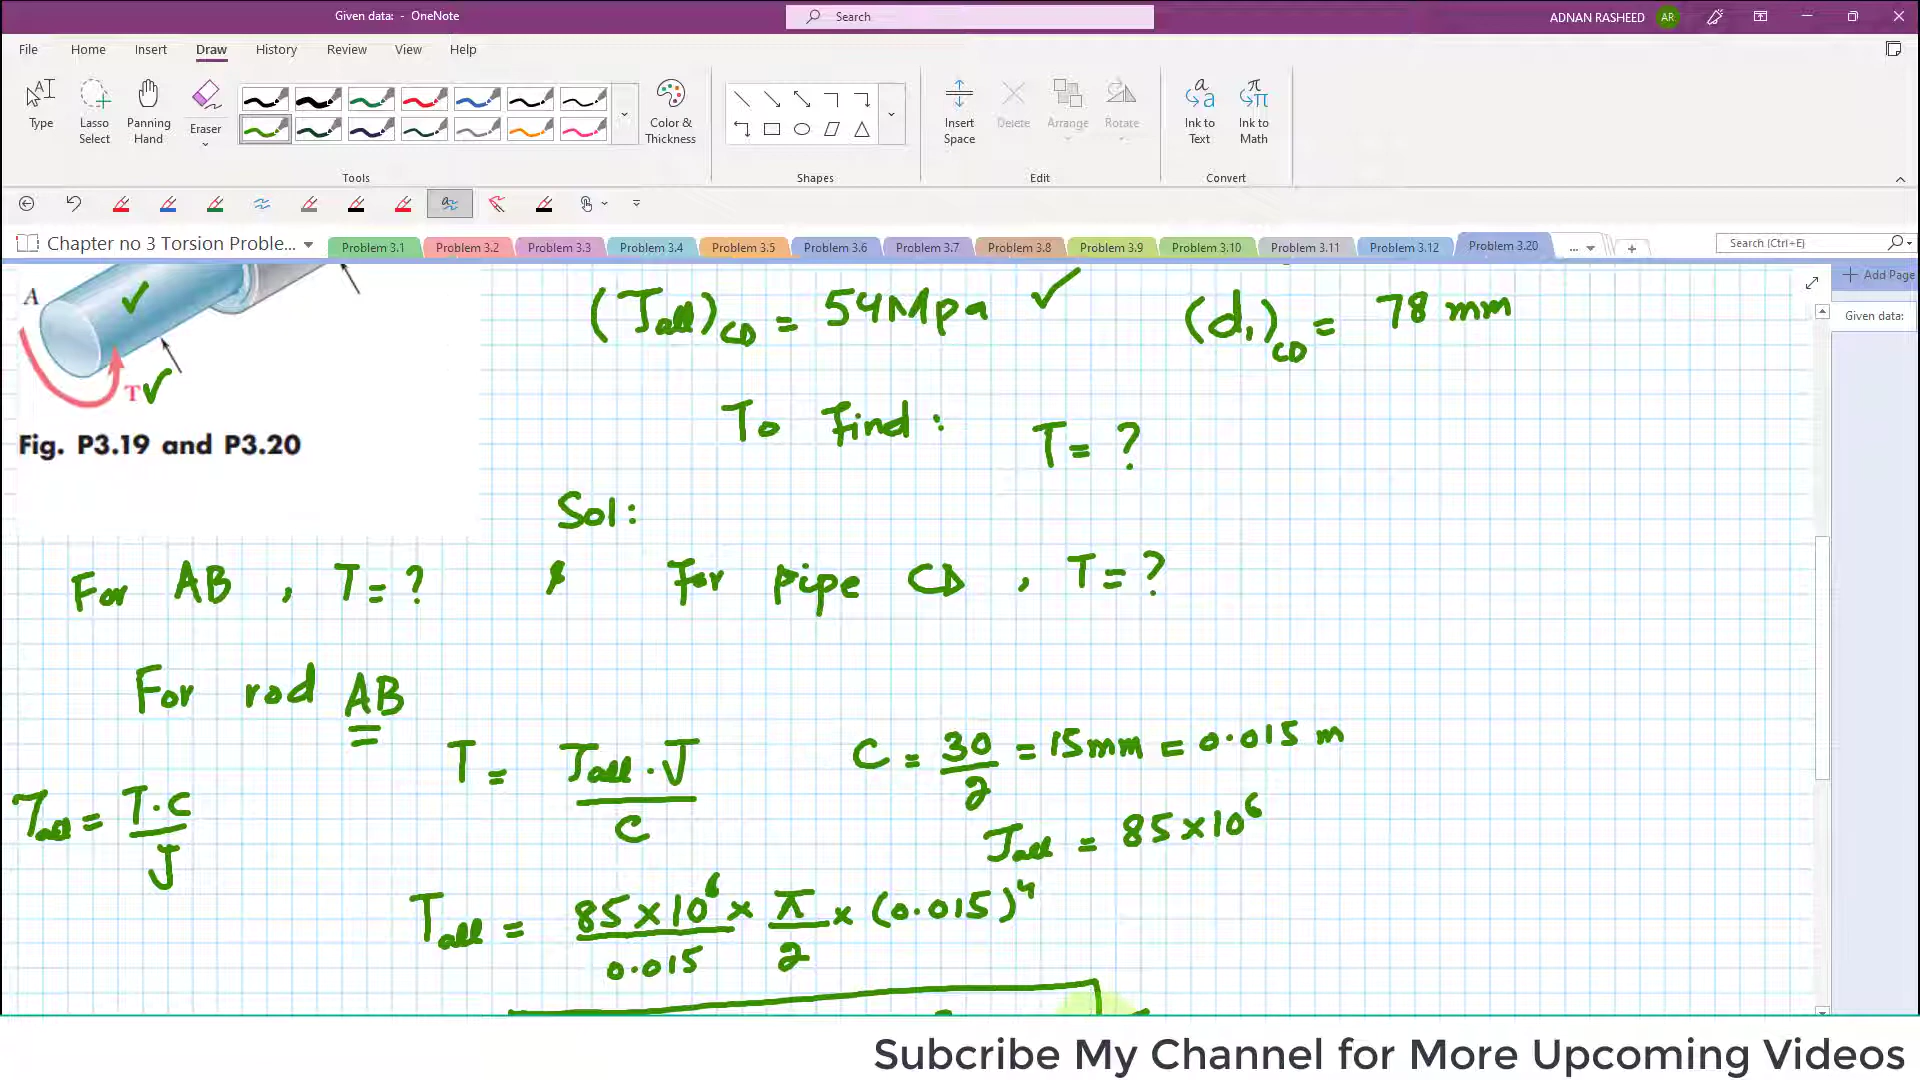 Given data: - OneNote
Search
ADNAN RASHEED
AR
File Home Insert Draw History Review View Help
Type
Lasso Select
Panning Hand
Eraser
Color & Thickness
Insert Space
Delete
Arrange
Rotate
Ink to Text
Ink to Math
Tools
Shapes
Edit
Convert
Chapter no 3 Torsion Proble...
Problem 3.1 Problem 3.2 Problem 3.3 Problem 3.4 Problem 3.5 Problem 3.6 Problem 3.7 Problem 3.8 Problem 3.9 Problem 3.10 Problem 3.11 Problem 3.12 Problem 3.20 ...
Search (Ctrl+E)
Add Page
Given data:
A
T
Fig. P3.19 and P3.20
(τall)CD = 54 Mpa ✓ (d1)CD = 78 mm
To Find: T = ?
Sol:
For AB, T = ? & For pipe CD, T = ?
For rod AB
T = τall · J / C
C = 30/2 = 15mm = 0.015 m
τall = T·C / J
τall = 85×10⁶
Tall = 85×10⁶ / 0.015 × π/2 × (0.015)⁴
Subcribe My Channel for More Upcoming Videos